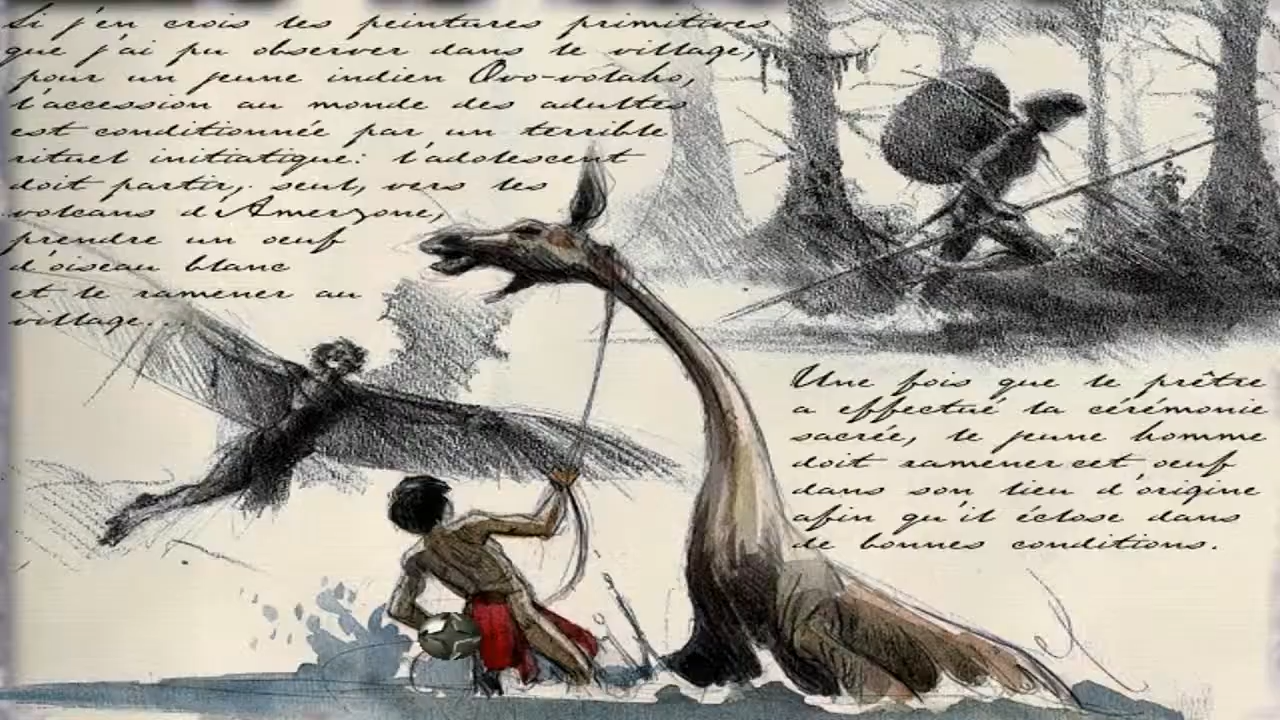 Si j'en crois les peintures primitives
que j'ai pu observer dans le village,
pour un jeune indien Ovo-volaho,
l'accession au monde des adultes
est conditionnée par un terrible
rituel initiatique: l'adolescent
doit partir, seul, vers les
volcans d'Amerzone,
prendre un oeuf
d'oiseau blanc
et le ramener au
village...
Une fois que le prêtre
a effectué la cérémonie
sacrée, le jeune homme
doit ramener cet oeuf
dans son lieu d'origine
afin qu'il éclose dans
de bonnes conditions.